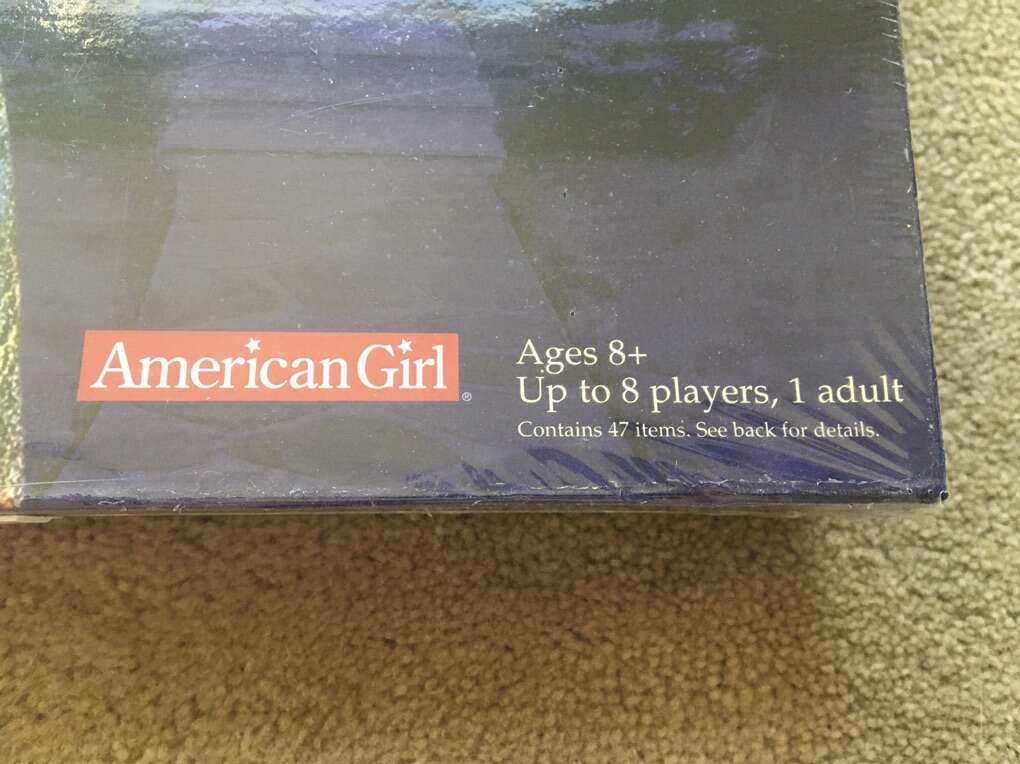 American Girl ®
Ages 8+
Up to 8 players, 1 adult
Contains 47 items. See back for details.